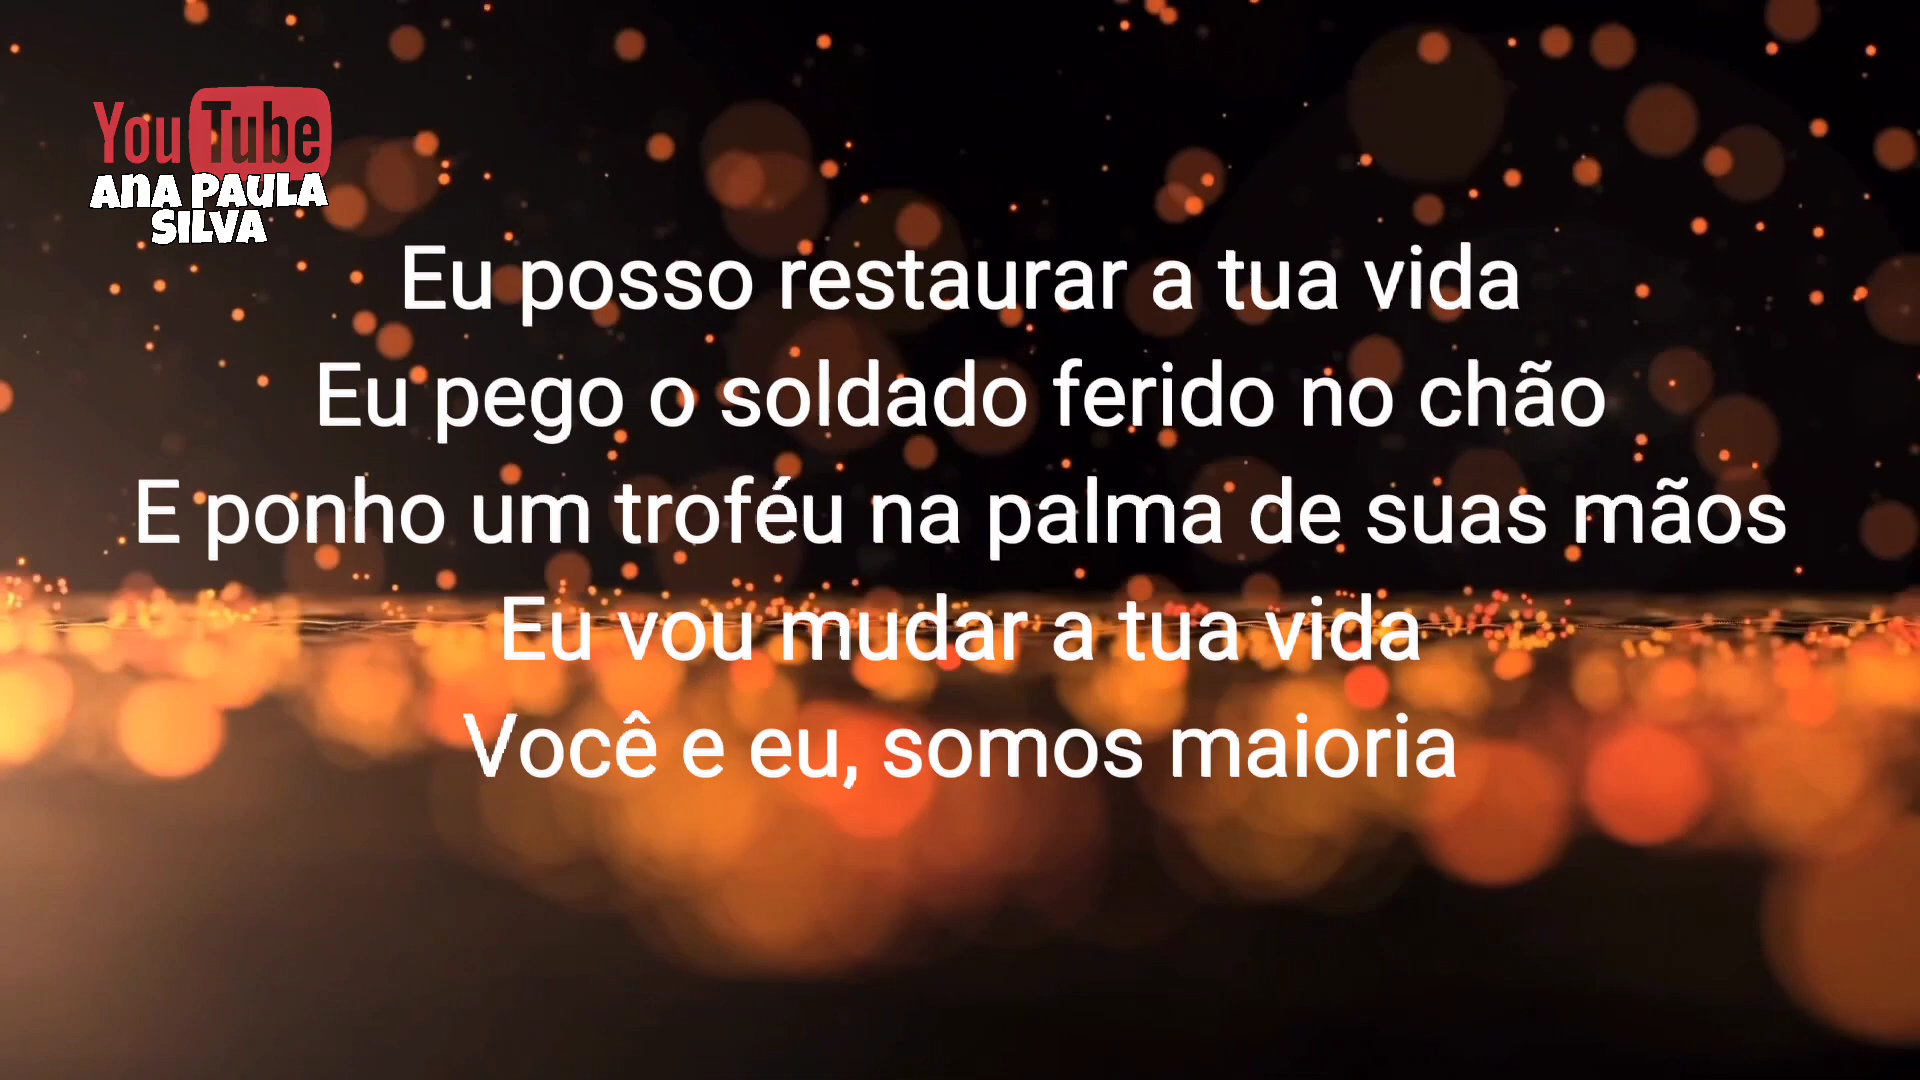 YouTube
ANA PAULA
SILVA
Eu posso restaurar a tua vida
Eu pego o soldado ferido no chão
E ponho um troféu na palma de suas mãos
Eu vou mudar a tua vida
Você e eu, somos maioria